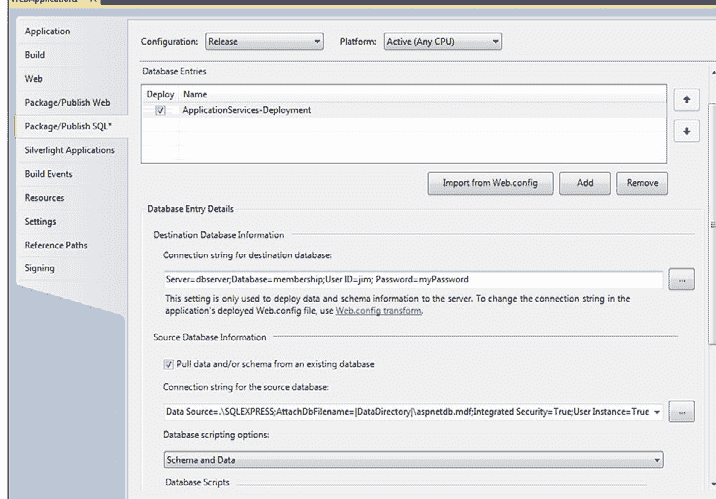 WebApplication2 X
Application
Build
Web
Package/Publish Web
Package/Publish SQL*
Silverlight Applications
Build Events
Resources
Settings
Reference Paths
Signing
Configuration: Release Platform: Active (Any CPU)
Database Entries
Deploy Name
ApplicationServices-Deployment
Import from Web.config Add Remove
Database Entry Details
Destination Database Information
Connection string for destination database:
Server=dbserver;Database=membership;User ID=jim; Password=myPassword
...
This setting is only used to deploy data and schema information to the server. To change the connection string in the
application's deployed Web.config file, use Web.config transform.
Source Database Information
Pull data and/or schema from an existing database
Connection string for the source database:
Data Source=.\SQLEXPRESS;AttachDbFilename=|DataDirectory|\aspnetdb.mdf;Integrated Security=True;User Instance=True
...
Database scripting options:
Schema and Data
Database Scripts